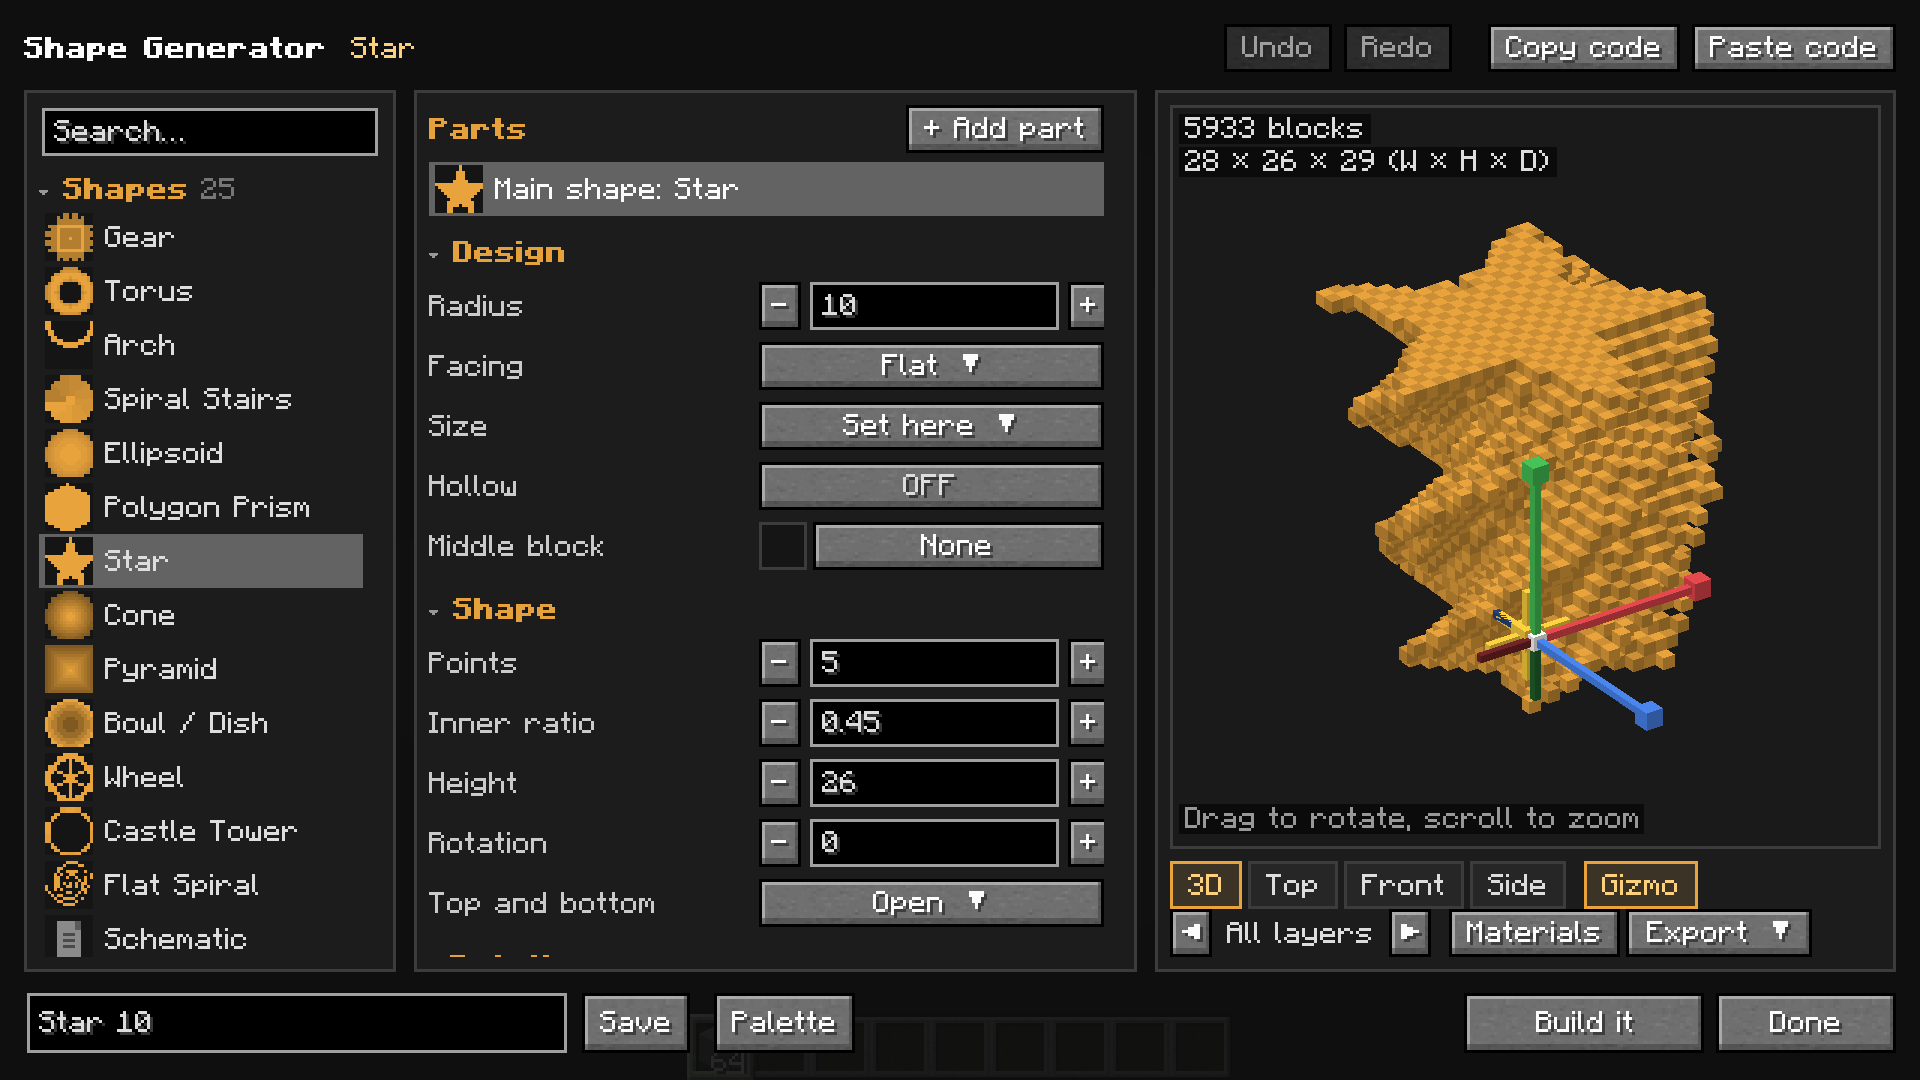 Shape Generator Star
Undo
Redo
Copy code
Paste code
Search...
Shapes 25
Gear
Torus
Arch
Spiral Stairs
Ellipsoid
Polygon Prism
Star
Cone
Pyramid
Bowl / Dish
Wheel
Castle Tower
Flat Spiral
Schematic
Parts
+ Add part
Main shape: Star
Design
Radius
- 10 +
Facing
Flat ▼
Size
Set here ▼
Hollow
OFF
Middle block
None
Shape
Points
- 5 +
Inner ratio
- 0.45 +
Height
- 26 +
Rotation
- 0 +
Top and bottom
Open ▼
5933 blocks
28 × 26 × 29 (W × H × D)
Drag to rotate, scroll to zoom
3D
Top
Front
Side
Gizmo
◄ All layers ►
Materials
Export ▼
Star 10
Save
Palette
64
Build it
Done